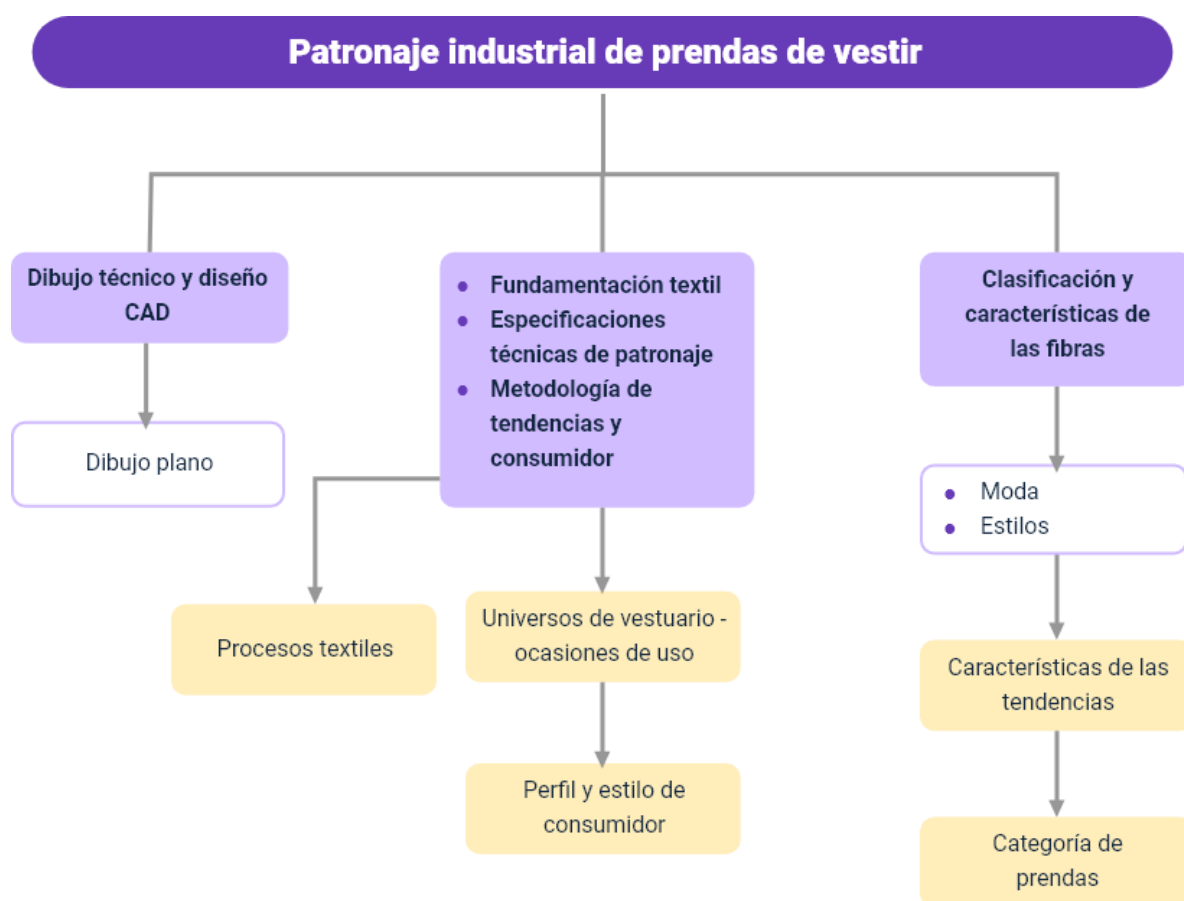 Patronaje industrial de prendas de vestir
Dibujo técnico y diseño
CAD
Dibujo plano
• Fundamentación textil
• Especificaciones
técnicas de patronaje
• Metodología de
tendencias y
consumidor
Procesos textiles
Universos de vestuario -
ocasiones de uso
Perfil y estilo de
consumidor
Clasificación y
características de
las fibras
• Moda
• Estilos
Características de las
tendencias
Categoría de
prendas